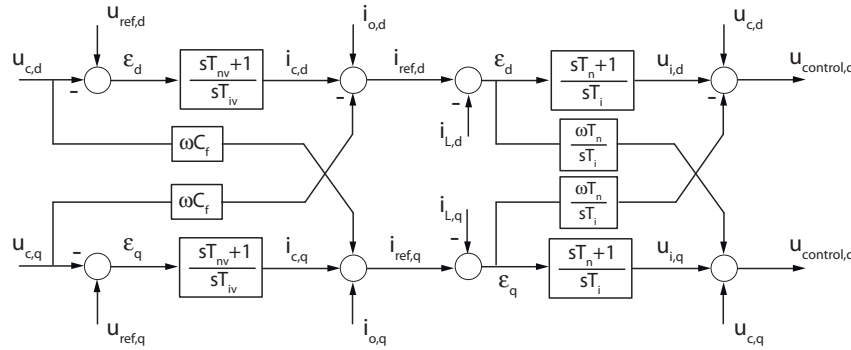 u_ref,d
i_o,d
u_c,d
u_c,d
ε_d
sT_nv+1
sT_iv
i_c,d
i_ref,d
ε_d
sT_n+1
sT_i
u_i,d
u_control,d
-
-
-
-
i_L,d
ωC_f
ωT_n
sT_i
ωC_f
i_L,q
ωT_n
sT_i
u_c,q
-
ε_q
sT_nv+1
sT_iv
i_c,q
i_ref,q
-
ε_q
sT_n+1
sT_i
u_i,q
u_control,q
u_ref,q
i_o,q
u_c,q